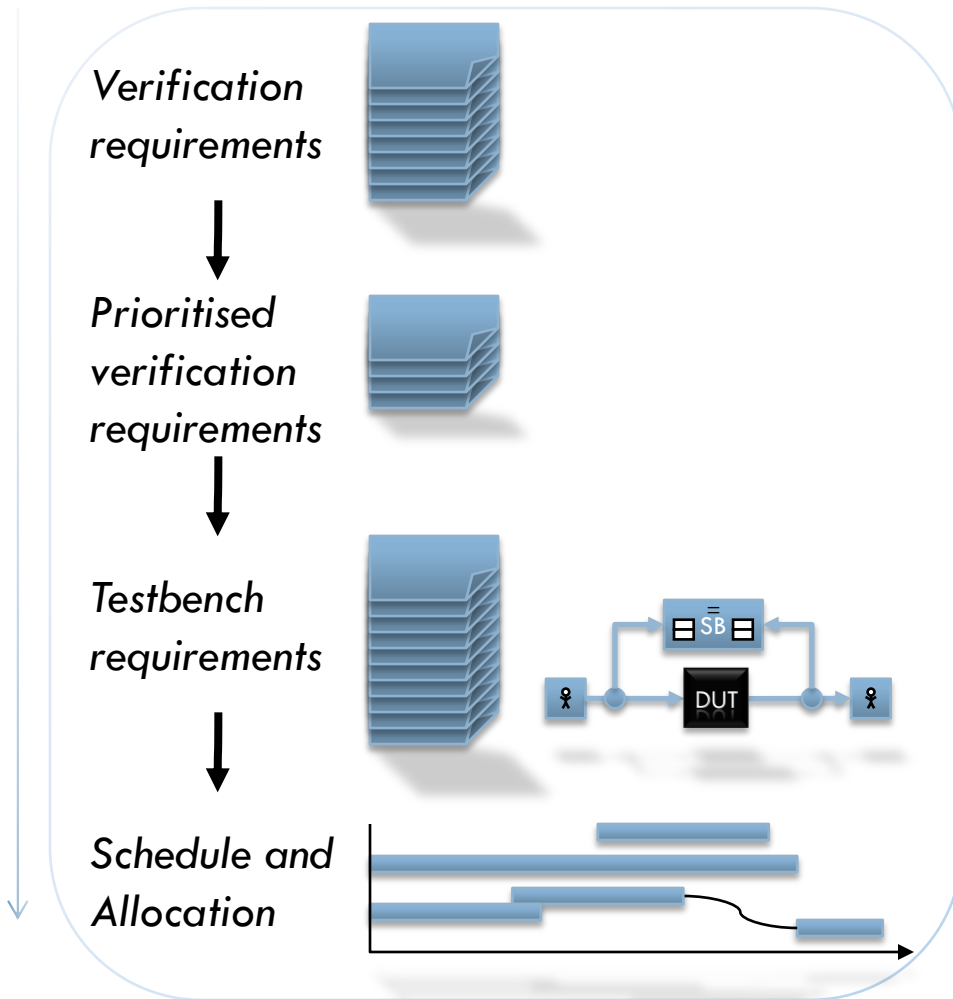 Verification
requirements
Prioritised
verification
requirements
Testbench
requirements
=
SB
DUT
Schedule and
Allocation